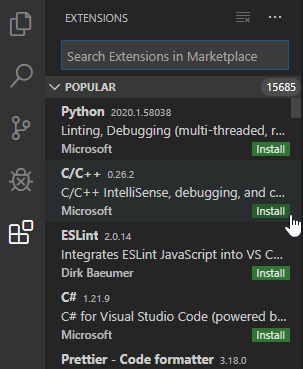 EXTENSIONS
Search Extensions in Marketplace
POPULAR 15685
Python 2020.1.58038
Linting, Debugging (multi-threaded, r...
Microsoft Install
C/C++ 0.26.2
C/C++ IntelliSense, debugging, and c...
Microsoft Install
ESLint 2.0.14
Integrates ESLint JavaScript into VS C...
Dirk Baeumer Install
C# 1.21.9
C# for Visual Studio Code (powered b...
Microsoft Install
Prettier - Code formatter 3.18.0